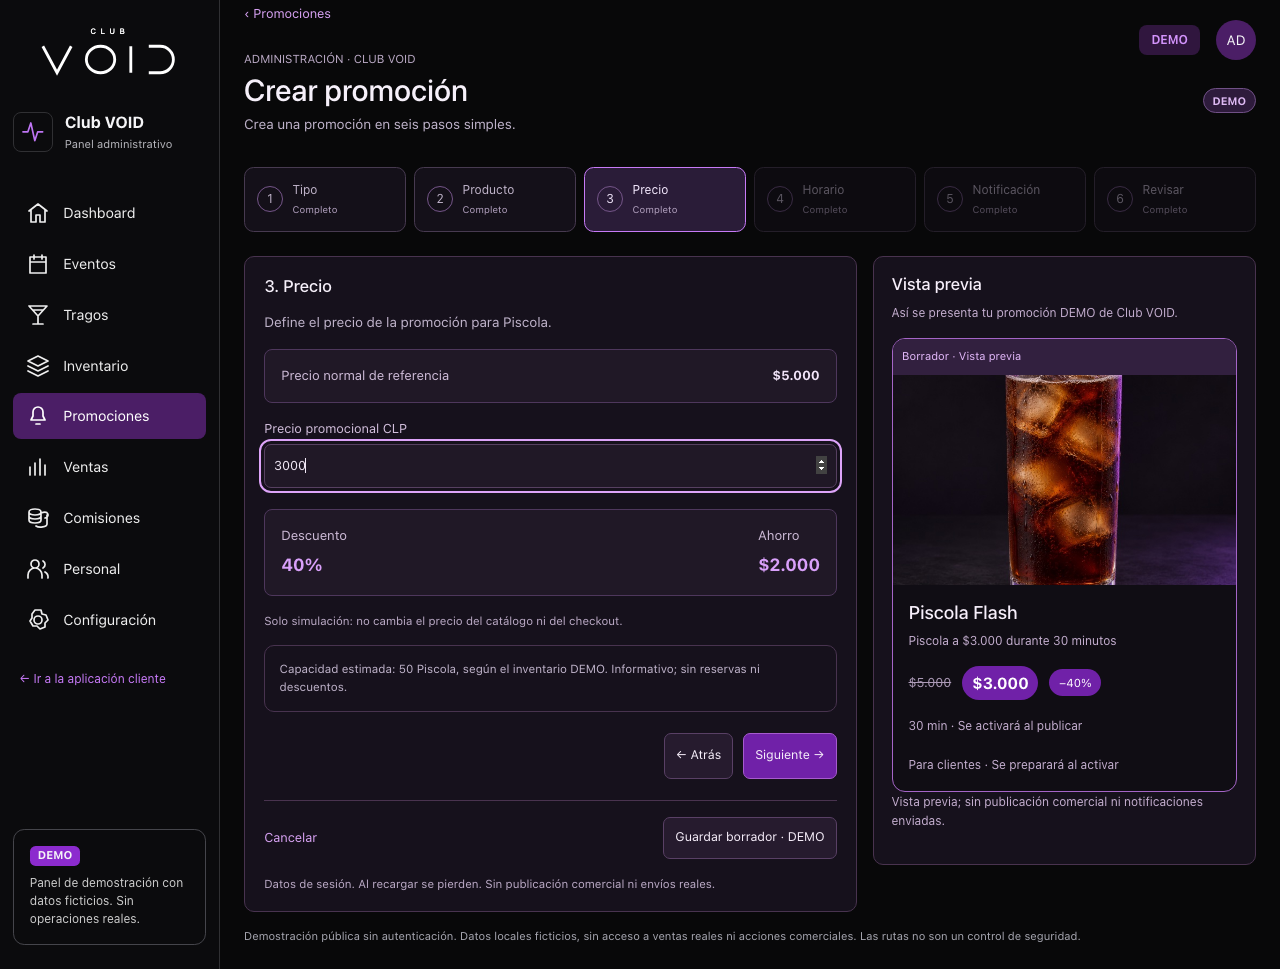 CLUB
VOID
Club VOID
Panel administrativo
Dashboard
Eventos
Tragos
Inventario
Promociones
Ventas
Comisiones
Personal
Configuración
← Ir a la aplicación cliente
DEMO
Panel de demostración con
datos ficticios. Sin
operaciones reales.
‹ Promociones
DEMO
AD
ADMINISTRACIÓN · CLUB VOID
Crear promoción
DEMO
Crea una promoción en seis pasos simples.
1
Tipo
Completo
2
Producto
Completo
3
Precio
Completo
4
Horario
Completo
5
Notificación
Completo
6
Revisar
Completo
3. Precio
Define el precio de la promoción para Piscola.
Precio normal de referencia
$5.000
Precio promocional CLP
3000
Descuento
40%
Ahorro
$2.000
Solo simulación: no cambia el precio del catálogo ni del checkout.
Capacidad estimada: 50 Piscola, según el inventario DEMO. Informativo; sin reservas ni
descuentos.
← Atrás
Siguiente →
Cancelar
Guardar borrador · DEMO
Datos de sesión. Al recargar se pierden. Sin publicación comercial ni envíos reales.
Vista previa
Así se presenta tu promoción DEMO de Club VOID.
Borrador · Vista previa
Piscola Flash
Piscola a $3.000 durante 30 minutos
$5.000
$3.000
−40%
30 min · Se activará al publicar
Para clientes · Se preparará al activar
Vista previa; sin publicación comercial ni notificaciones
enviadas.
Demostración pública sin autenticación. Datos locales ficticios, sin acceso a ventas reales ni acciones comerciales. Las rutas no son un control de seguridad.